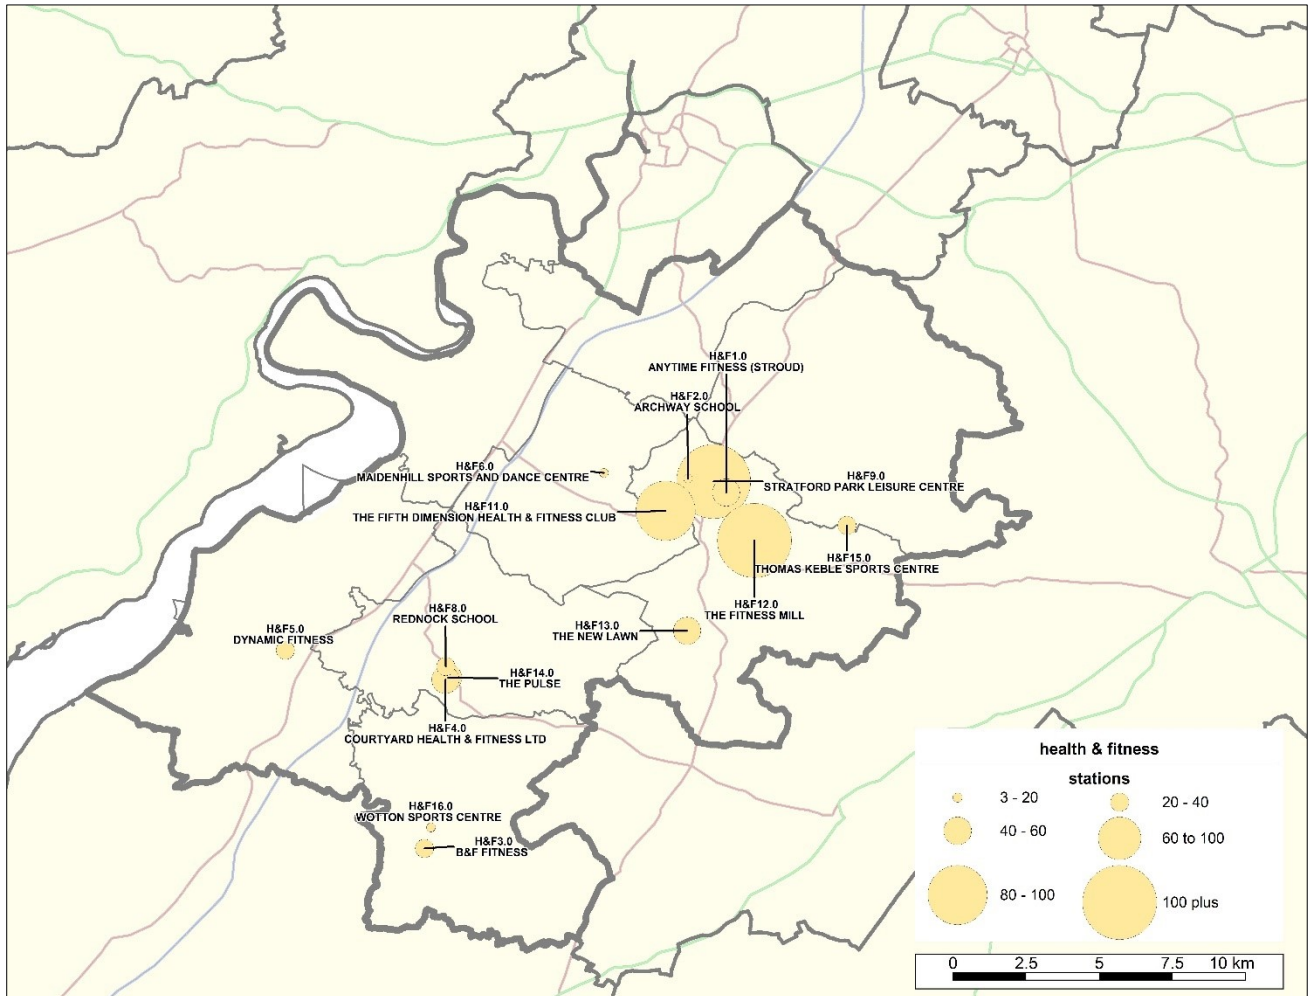 H&F1.0
ANYTIME FITNESS (STROUD)
H&F2.0
ARCHWAY SCHOOL
H&F6.0
MAIDENHILL SPORTS AND DANCE CENTRE
H&F9.0
STRATFORD PARK LEISURE CENTRE
H&F11.0
THE FIFTH DIMENSION HEALTH & FITNESS CLUB
H&F15.0
THOMAS KEBLE SPORTS CENTRE
H&F12.0
THE FITNESS MILL
H&F8.0
REDNOCK SCHOOL
H&F13.0
THE NEW LAWN
H&F5.0
DYNAMIC FITNESS
H&F14.0
THE PULSE
H&F4.0
COURTYARD HEALTH & FITNESS LTD
H&F16.0
WOTTON SPORTS CENTRE
H&F3.0
B&F FITNESS
health & fitness
stations
3 - 20
20 - 40
40 - 60
60 to 100
80 - 100
100 plus
0 2.5 5 7.5 10 km